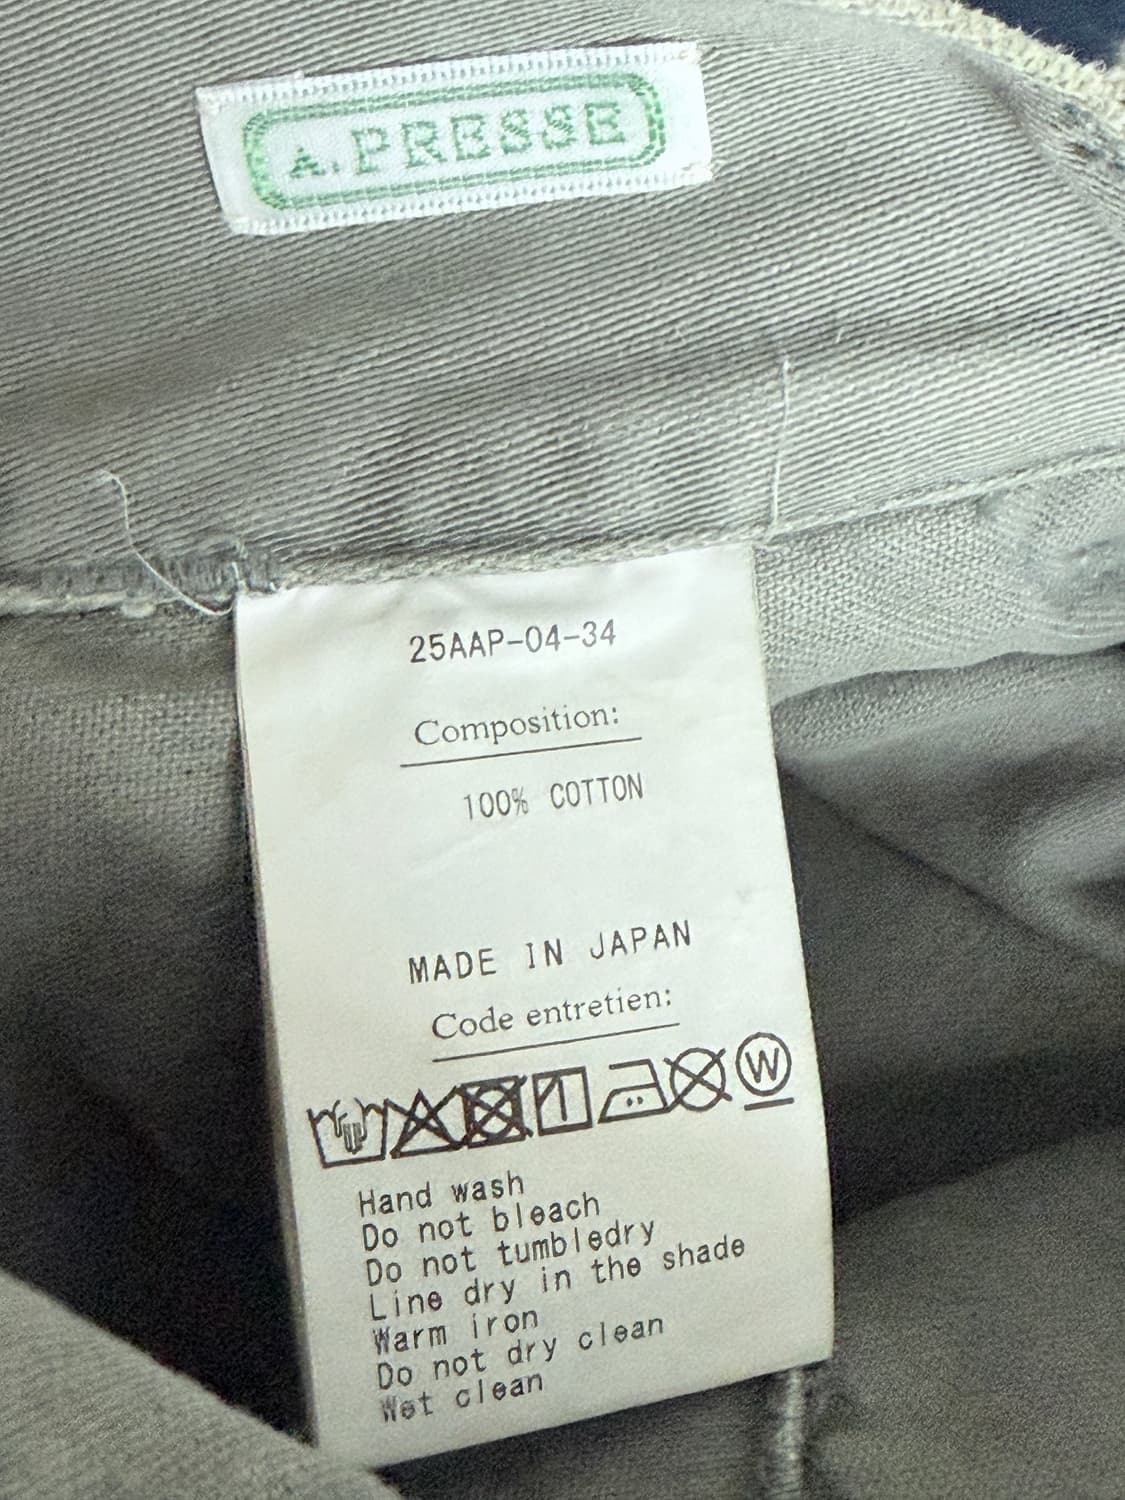 A. PRESSE
25AAP-04-34
Composition:
100% COTTON
MADE IN JAPAN
Code entretien:
W
Hand wash
Do not bleach
Do not tumbledry
Line dry in the shade
Warm iron
Do not dry clean
Wet clean